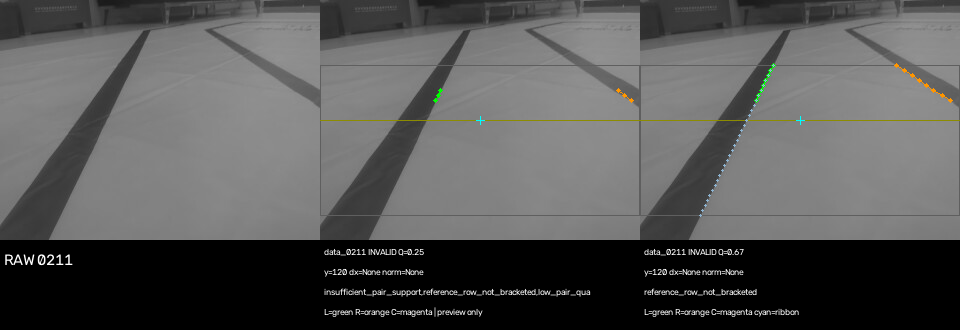 RAW 0211
data_0211 INVALID Q=0.25
y=120 dx=None norm=None
insufficient_pair_support,reference_row_not_bracketed,low_pair_qua
L=green R=orange C=magenta | preview only
data_0211 INVALID Q=0.67
y=120 dx=None norm=None
reference_row_not_bracketed
L=green R=orange C=magenta cyan=ribbon